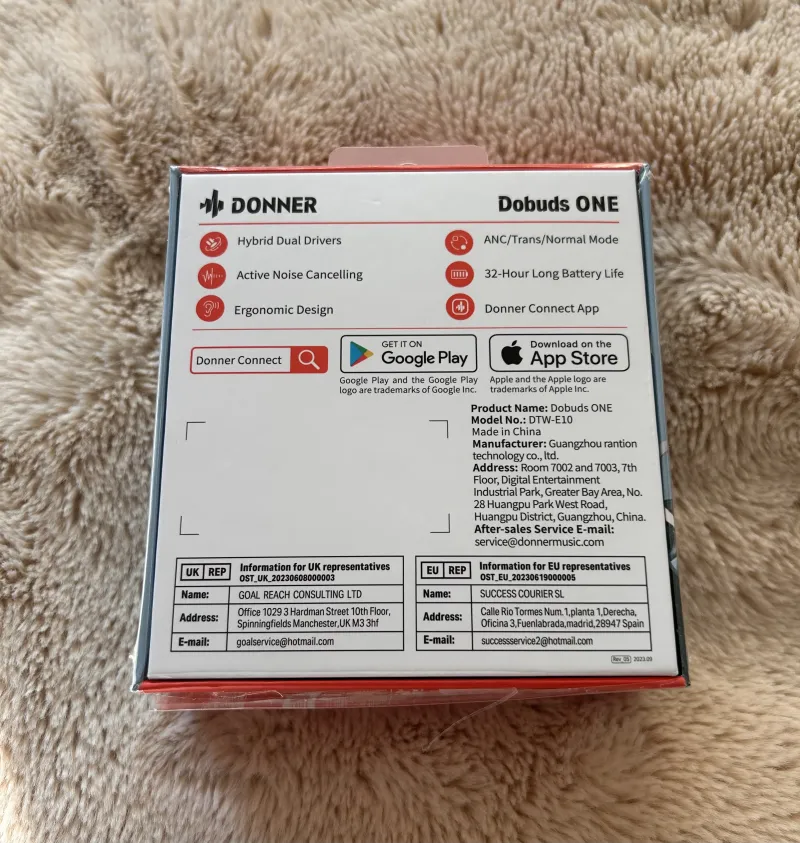 DONNER
Dobuds ONE
Hybrid Dual Drivers
ANC/Trans/Normal Mode
Active Noise Cancelling
32-Hour Long Battery Life
Ergonomic Design
Donner Connect App
Donner Connect
GET IT ON
Google Play
Download on the
App Store
Google Play and the Google Play
logo are trademarks of Google Inc.
Apple and the Apple logo are
trademarks of Apple Inc.
Product Name: Dobuds ONE
Model No.: DTW-E10
Made in China
Manufacturer: Guangzhou rantion
technology co., ltd.
Address: Room 7002 and 7003, 7th
Floor, Digital Entertainment
Industrial Park, Greater Bay Area, No.
28 Huangpu Park West Road,
Huangpu District, Guangzhou, China.
After-sales Service E-mail:
service@donnermusic.com
UK REP
Information for UK representatives
OST_UK_20230608000003
Name: GOAL REACH CONSULTING LTD
Address: Office 1029 3 Hardman Street 10th Floor,
Spinningfields Manchester,UK M3 3hf
E-mail: goalservice@hotmail.com
EU REP
Information for EU representatives
OST_EU_20230619000005
Name: SUCCESS COURIER SL
Address: Calle Rio Tormes Num.1,planta 1,Derecha,
Oficina 3,Fuenlabrada,madrid,28947 Spain
E-mail: successservice2@hotmail.com
Rev 05 2023.09